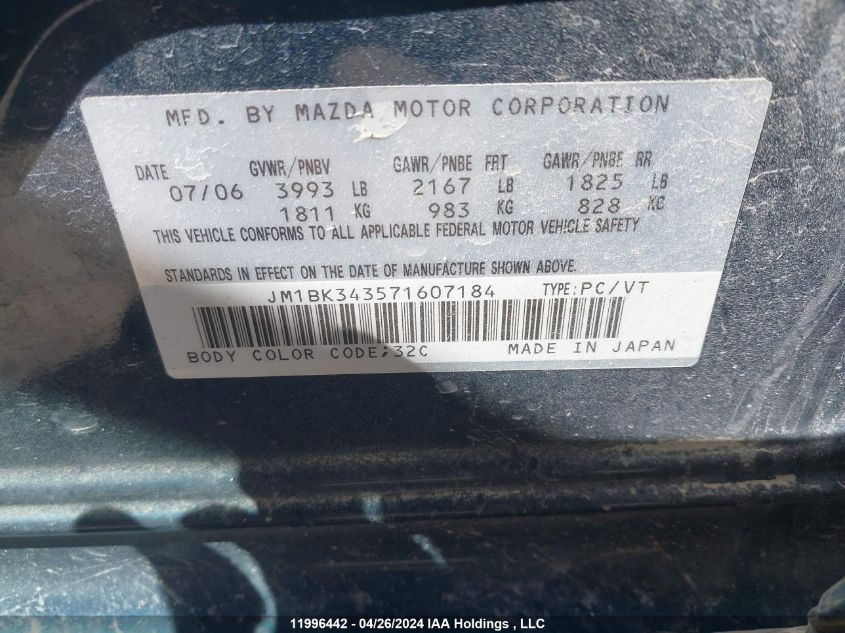 MFD. BY MAZDA MOTOR CORPORATION
DATE GVWR/PNBV GAWR/PNBE FRT GAWR/PNBE RR
07/06 3993 LB 2167 LB 1825 LB
1811 KG 983 KG 828 KG
THIS VEHICLE CONFORMS TO ALL APPLICABLE FEDERAL MOTOR VEHICLE SAFETY
STANDARDS IN EFFECT ON THE DATE OF MANUFACTURE SHOWN ABOVE.
JM1BK343571607184 TYPE:PC/VT
BODY COLOR CODE;32C MADE IN JAPAN
11996442 - 04/26/2024 IAA Holdings , LLC